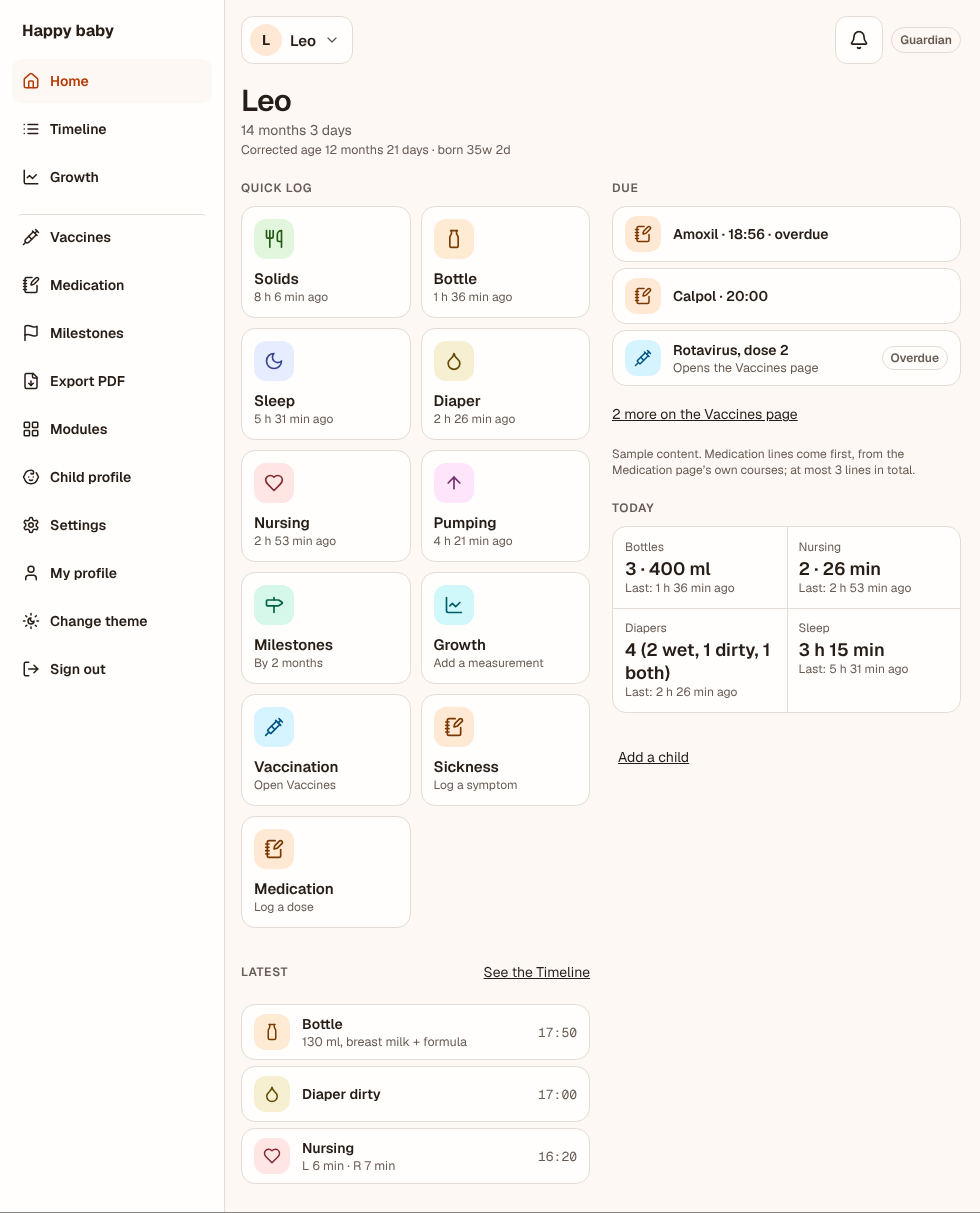 Happy baby
Home
Timeline
Growth
Vaccines
Medication
Milestones
Export PDF
Modules
Child profile
Settings
My profile
Change theme
Sign out
L Leo
Guardian
Leo
14 months 3 days
Corrected age 12 months 21 days · born 35w 2d
QUICK LOG
Solids
8 h 6 min ago
Bottle
1 h 36 min ago
Sleep
5 h 31 min ago
Diaper
2 h 26 min ago
Nursing
2 h 53 min ago
Pumping
4 h 21 min ago
Milestones
By 2 months
Growth
Add a measurement
Vaccination
Open Vaccines
Sickness
Log a symptom
Medication
Log a dose
LATEST
See the Timeline
Bottle
130 ml, breast milk + formula
17:50
Diaper dirty
17:00
Nursing
L 6 min · R 7 min
16:20
DUE
Amoxil · 18:56 · overdue
Calpol · 20:00
Rotavirus, dose 2
Opens the Vaccines page
Overdue
2 more on the Vaccines page
Sample content. Medication lines come first, from the
Medication page's own courses; at most 3 lines in total.
TODAY
Bottles
3 · 400 ml
Last: 1 h 36 min ago
Nursing
2 · 26 min
Last: 2 h 53 min ago
Diapers
4 (2 wet, 1 dirty, 1
both)
Last: 2 h 26 min ago
Sleep
3 h 15 min
Last: 5 h 31 min ago
Add a child